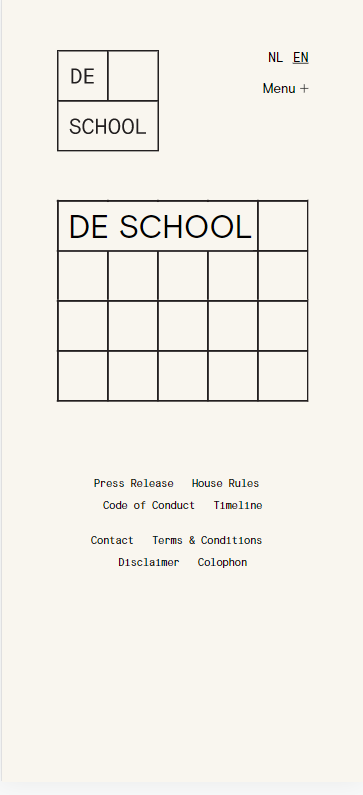 DE
SCHOOL
NL EN
Menu +
DE SCHOOL
Press Release House Rules
Code of Conduct Timeline
Contact Terms & Conditions
Disclaimer Colophon